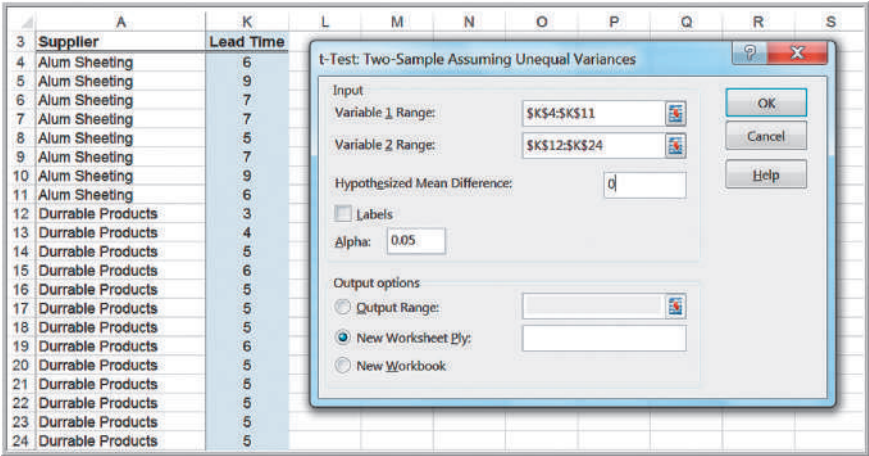 A K L M N O P Q R S
3 Supplier Lead Time
4 Alum Sheeting 6
5 Alum Sheeting 9
6 Alum Sheeting 7
7 Alum Sheeting 7
8 Alum Sheeting 5
9 Alum Sheeting 7
10 Alum Sheeting 9
11 Alum Sheeting 6
12 Durrable Products 3
13 Durrable Products 4
14 Durrable Products 5
15 Durrable Products 6
16 Durrable Products 5
17 Durrable Products 5
18 Durrable Products 5
19 Durrable Products 6
20 Durrable Products 5
21 Durrable Products 5
22 Durrable Products 5
23 Durrable Products 5
24 Durrable Products 5
t-Test: Two-Sample Assuming Unequal Variances ? X
Input
Variable 1 Range: $K$4:$K$11
Variable 2 Range: $K$12:$K$24
Hypothesized Mean Difference: 0
Labels
Alpha: 0.05
Output options
Output Range:
New Worksheet Ply:
New Workbook
OK
Cancel
Help